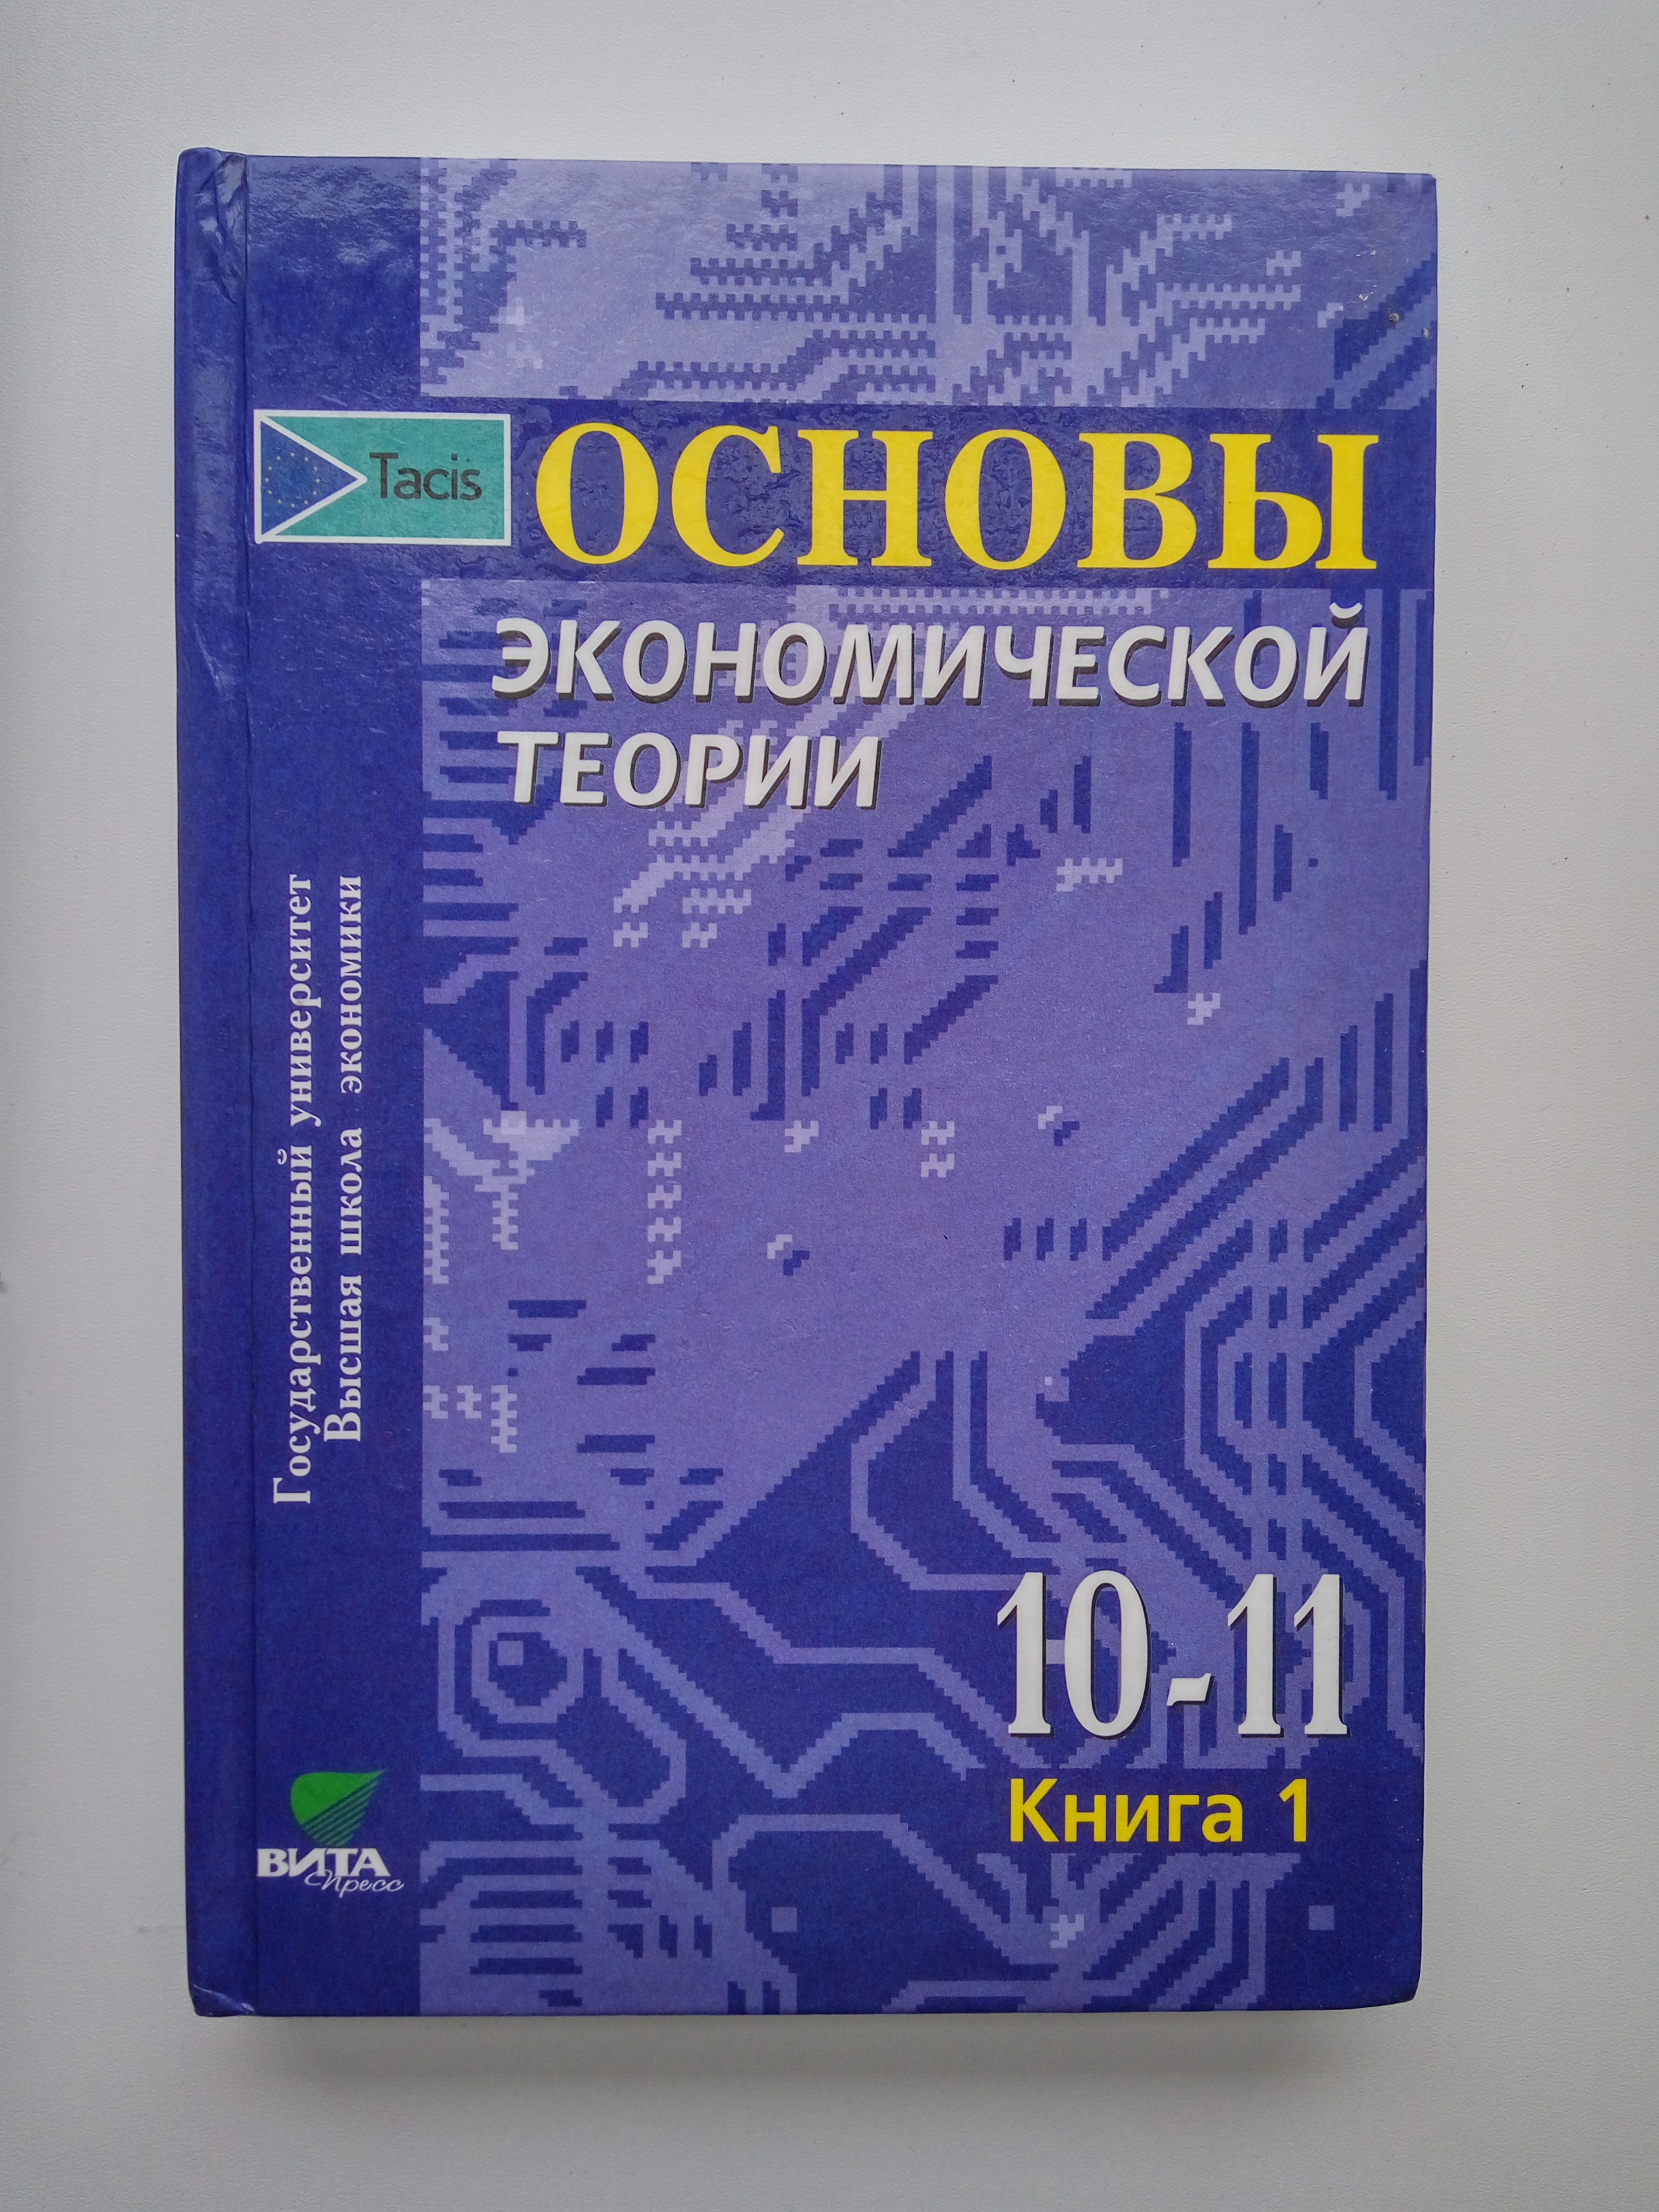 Tacis
ОСНОВЫ
ЭКОНОМИЧЕСКОЙ
ТЕОРИИ
Государственный университет
Высшая школа экономики
10-11
Книга 1
ВИТА
Пресс